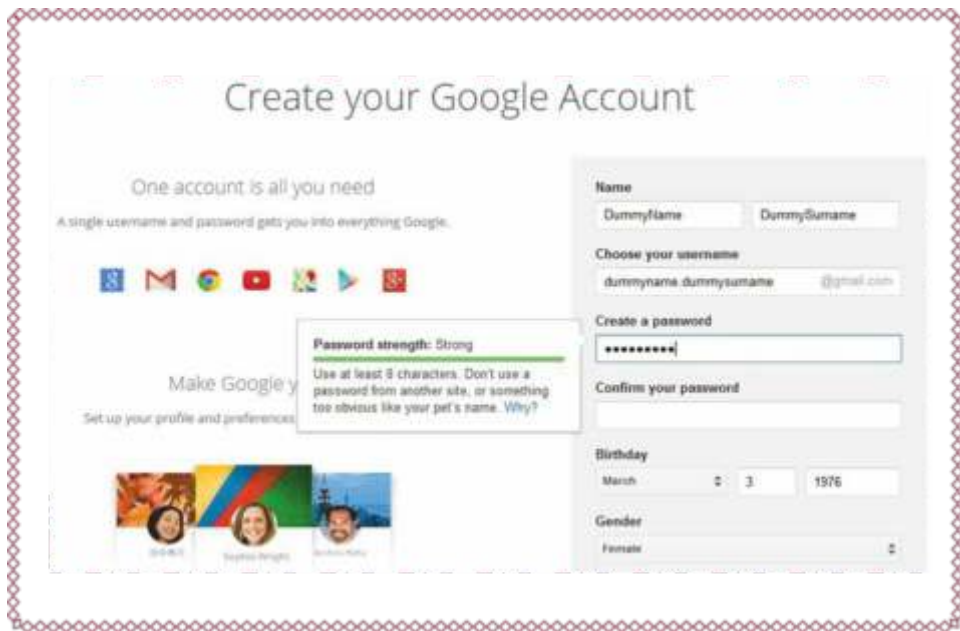 Create your Google Account
One account is all you need
A single username and password gets you into everything Google.
Make Google y
Set up your profile and preferences
Sophia Wright
Name
DummyName DummySurname
Choose your username
dummyname.dummysurname @gmail.com
Create a password
•••••••••
Password strength: Strong
Use at least 8 characters. Don't use a
password from another site, or something
too obvious like your pet's name. Why?
Confirm your password
Birthday
March 3 1976
Gender
Female